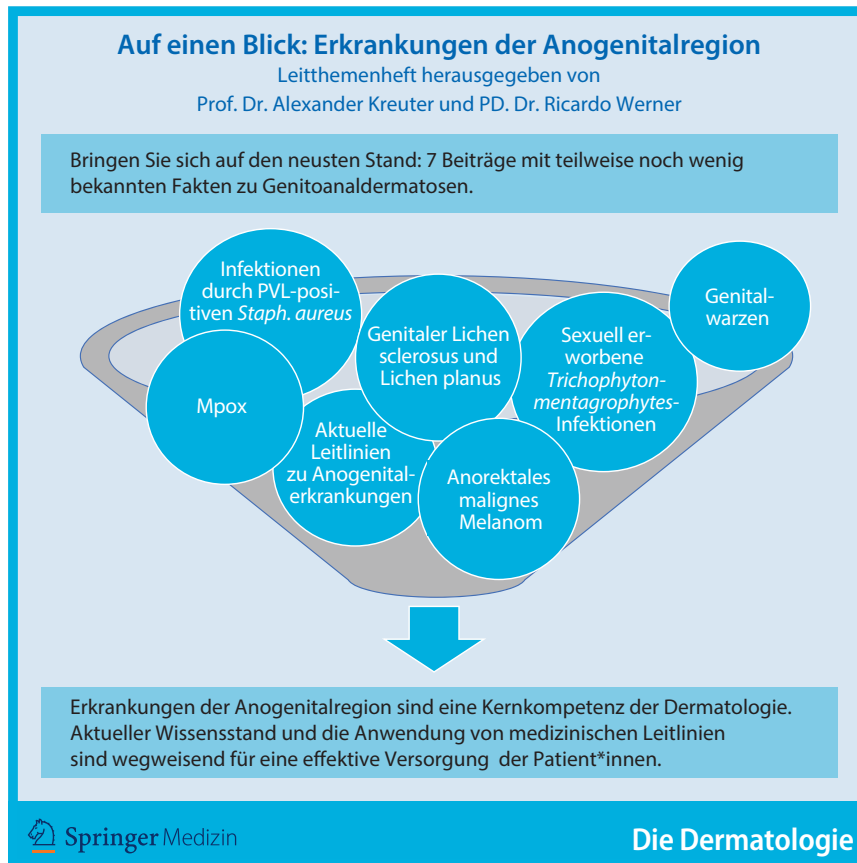 Auf einen Blick: Erkrankungen der Anogenitalregion
Leitthemenheft herausgegeben von
Prof. Dr. Alexander Kreuter und PD. Dr. Ricardo Werner
Bringen Sie sich auf den neusten Stand: 7 Beiträge mit teilweise noch wenig
bekannten Fakten zu Genitoanaldermatosen.
Infektionen
durch PVL-posi-
tiven Staph. aureus
Genitaler Lichen
sclerosus und
Lichen planus
Sexuell er-
worbene
Trichophyton-
mentagrophytes-
Infektionen
Genital-
warzen
Mpox
Aktuelle
Leitlinien
zu Anogenital-
erkrankungen
Anorektales
malignes
Melanom
Erkrankungen der Anogenitalregion sind eine Kernkompetenz der Dermatologie.
Aktueller Wissensstand und die Anwendung von medizinischen Leitlinien
sind wegweisend für eine effektive Versorgung der Patient*innen.
Springer Medizin
Die Dermatologie